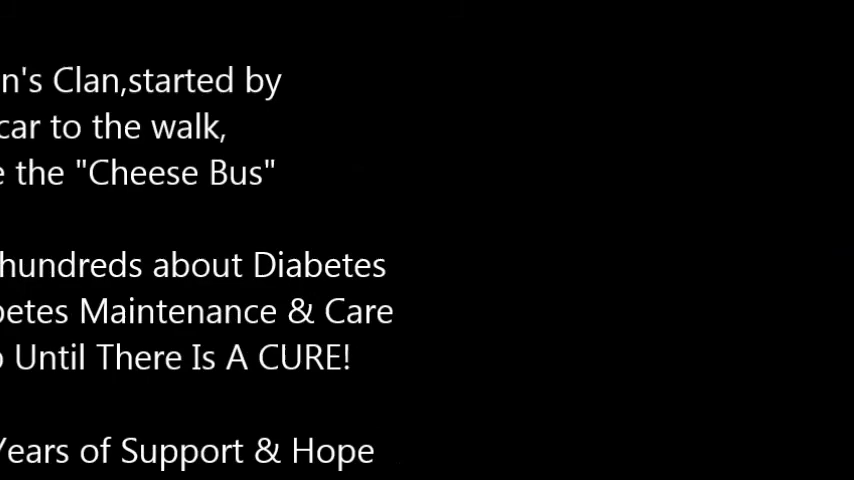 n's Clan,started by
car to the walk,
e the "Cheese Bus"
hundreds about Diabetes
betes Maintenance & Care
Until There Is A CURE!
Years of Support & Hope